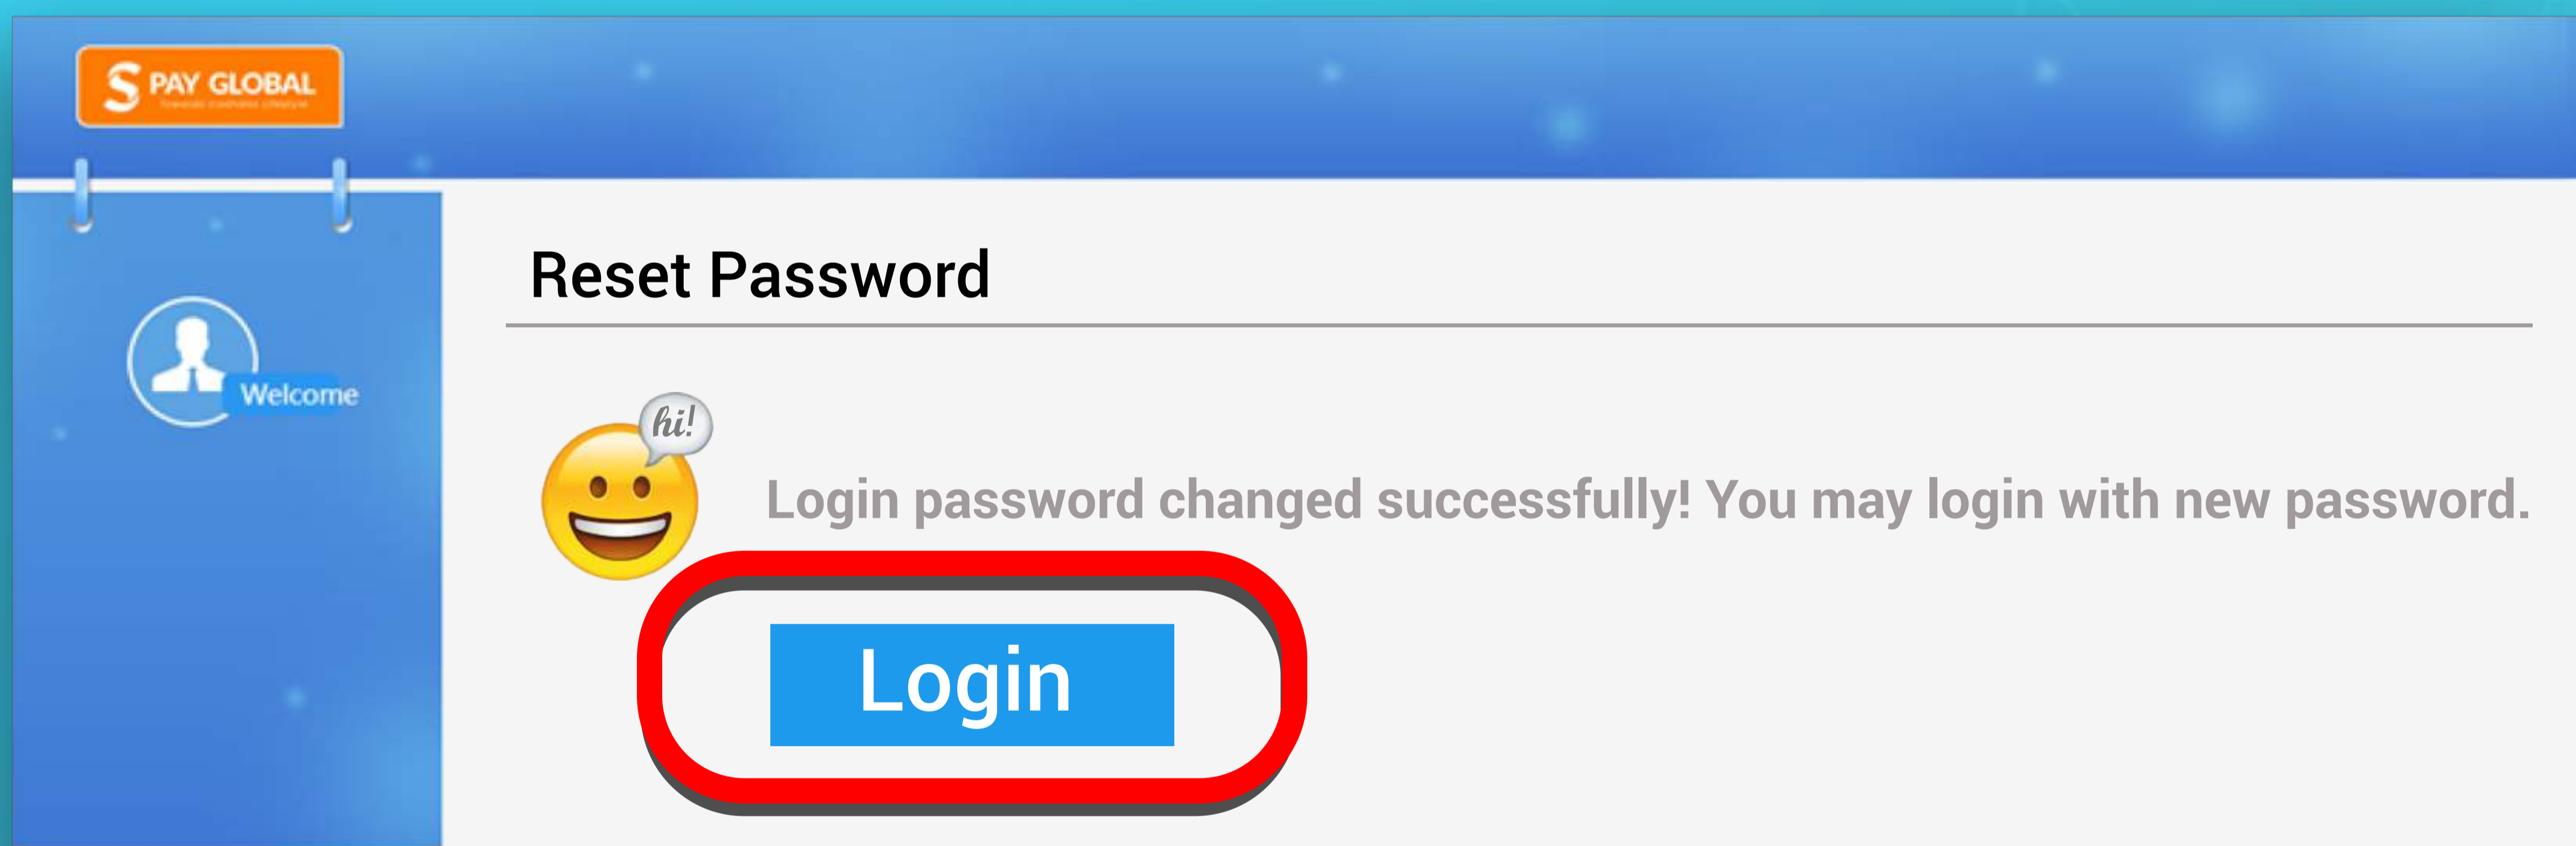 S PAY GLOBAL
Welcome
Reset Password
hi!
Login password changed successfully! You may login with new password.
Login